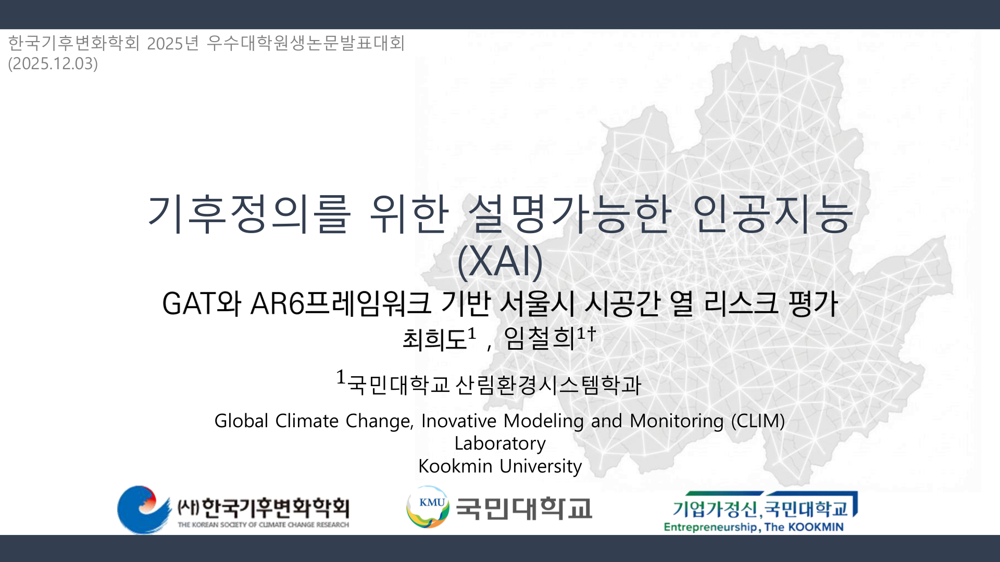 한국기후변화학회 2025년 우수대학원생논문발표대회
(2025.12.03)
기후정의를 위한 설명가능한 인공지능
(XAI)
GAT와 AR6프레임워크 기반 서울시 시공간 열 리스크 평가
최희도¹ , 임철희¹†
¹국민대학교 산림환경시스템학과
Global Climate Change, Inovative Modeling and Monitoring (CLIM)
Laboratory
Kookmin University
(사)한국기후변화학회
THE KOREAN SOCIETY OF CLIMATE CHANGE RESEARCH
KMU 국민대학교
기업가정신, 국민대학교
Entrepreneurship, The KOOKMIN